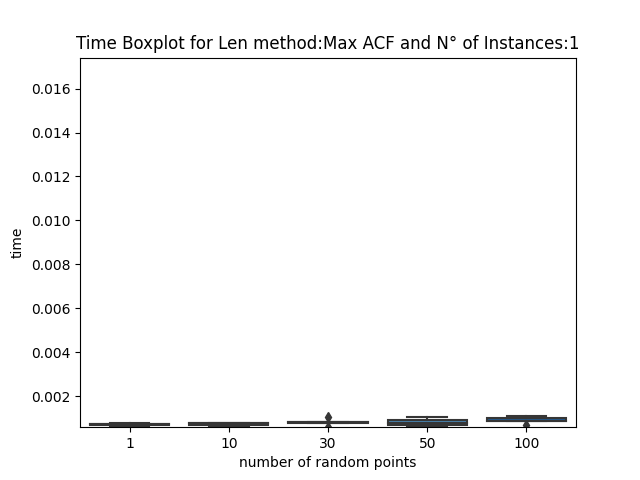 Time Boxplot for Len method:Max ACF and N° of Instances:1
0.016
0.014
0.012
0.010
0.008
0.006
0.004
0.002
time
1 10 30 50 100
number of random points